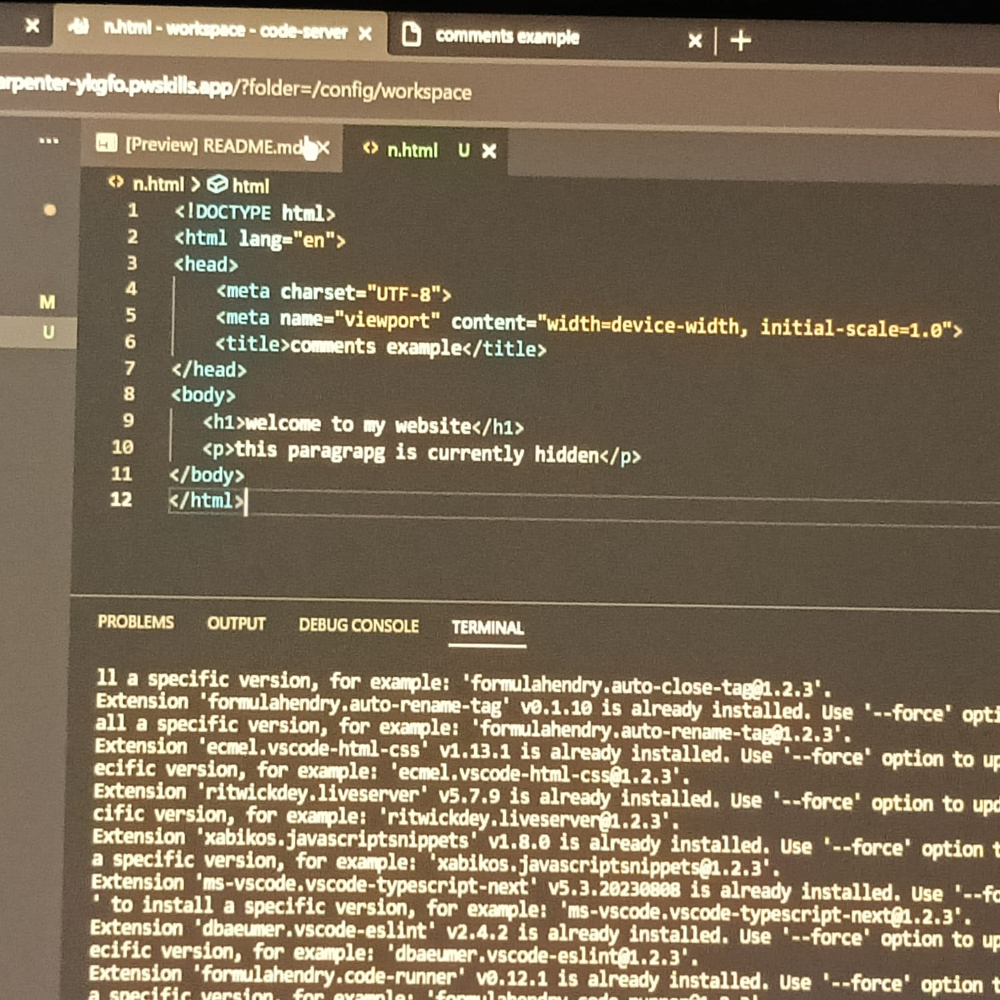 n.html - workspace - code-server
comments example
arpenter-ykgfo.pwskills.app/?folder=/config/workspace
[Preview] README.md
n.html U
n.html > html
1 <!DOCTYPE html>
2 <html lang="en">
3 <head>
4 <meta charset="UTF-8">
5 <meta name="viewport" content="width=device-width, initial-scale=1.0">
6 <title>comments example</title>
7 </head>
8 <body>
9 <h1>welcome to my website</h1>
10 <p>this paragrapg is currently hidden</p>
11 </body>
12 </html>
M
U
PROBLEMS OUTPUT DEBUG CONSOLE TERMINAL
ll a specific version, for example: 'formulahendry.auto-close-tag@1.2.3'.
Extension 'formulahendry.auto-rename-tag' v0.1.10 is already installed. Use '--force' opti
all a specific version, for example: 'formulahendry.auto-rename-tag@1.2.3'.
Extension 'ecmel.vscode-html-css' v1.13.1 is already installed. Use '--force' option to up
ecific version, for example: 'ecmel.vscode-html-css@1.2.3'.
Extension 'ritwickdey.liveserver' v5.7.9 is already installed. Use '--force' option to upd
cific version, for example: 'ritwickdey.liveserver@1.2.3'.
Extension 'xabikos.javascriptsnippets' v1.8.0 is already installed. Use '--force' option t
a specific version, for example: 'xabikos.javascriptsnippets@1.2.3'.
Extension 'ms-vscode.vscode-typescript-next' v5.3.20230808 is already installed. Use '--fo
' to install a specific version, for example: 'ms-vscode.vscode-typescript-next@1.2.3'.
Extension 'dbaeumer.vscode-eslint' v2.4.2 is already installed. Use '--force' option to up
ecific version, for example: 'dbaeumer.vscode-eslint@1.2.3'.
Extension 'formulahendry.code-runner' v0.12.1 is already installed. Use '--force' option t
a specific version, for example: 'formulahendry.code-runner@1.2.3'